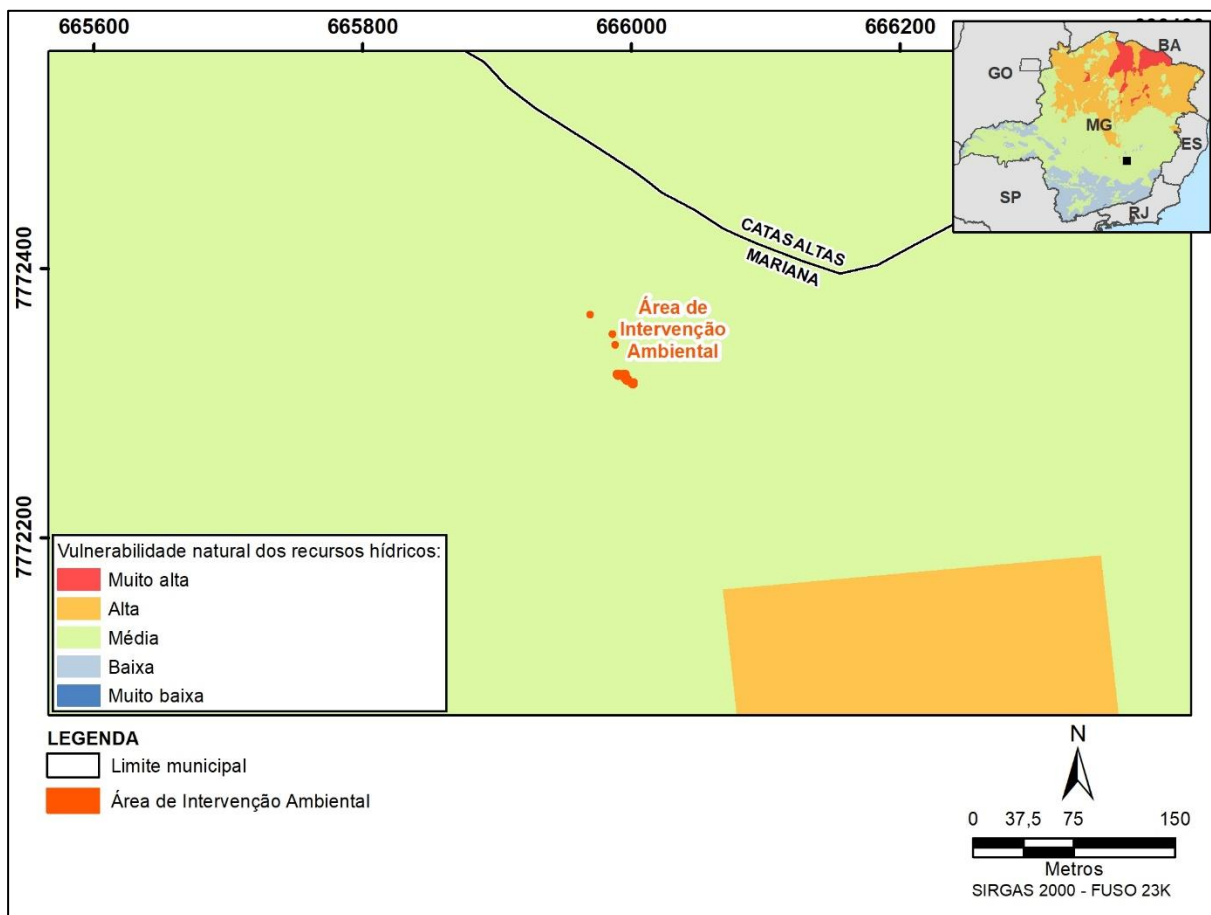 665600
665800
666000
666200
BA
GO
MG
ES
SP
RJ
7772400
7772200
CATAS ALTAS
MARIANA
Área de
Intervenção
Ambiental
Vulnerabilidade natural dos recursos hídricos:
Muito alta
Alta
Média
Baixa
Muito baixa
LEGENDA
Limite municipal
Área de Intervenção Ambiental
N
0 37,5 75 150
Metros
SIRGAS 2000 - FUSO 23K